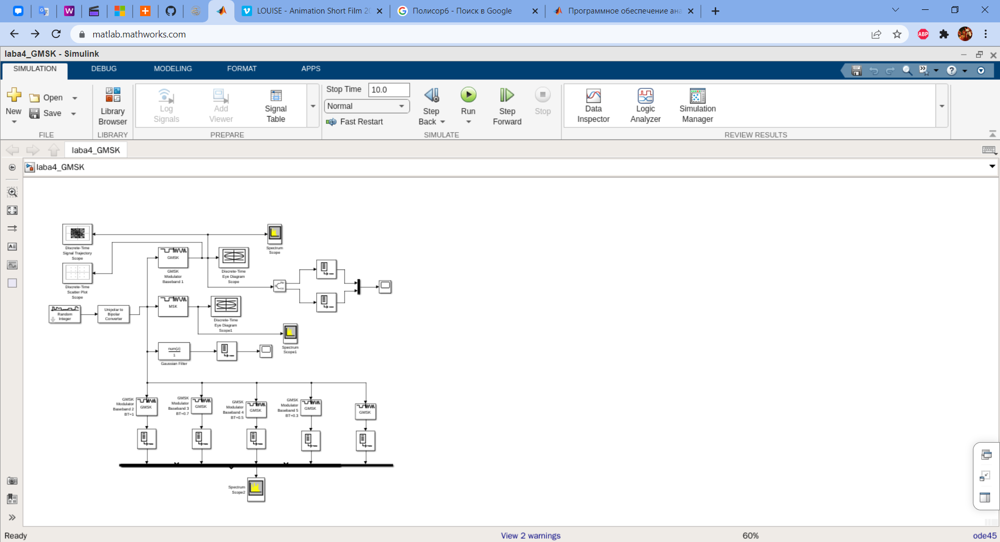 LOUISE - Animation Short Film 20
Полисорб - Поиск в Google
Программное обеспечение ана
matlab.mathworks.com
ABP
laba4_GMSK - Simulink
SIMULATION DEBUG MODELING FORMAT APPS
New
Open
Save
Library
Browser
Log
Signals
Add
Viewer
Signal
Table
Stop Time 10.0
Normal
Fast Restart
Step
Back
Run
Step
Forward
Stop
Data
Inspector
Logic
Analyzer
Simulation
Manager
FILE LIBRARY PREPARE SIMULATE REVIEW RESULTS
laba4_GMSK
laba4_GMSK
Discrete-Time
Signal Trajectory
Scope
Spectrum
Scope
GMSK
GMSK
Modulator
Baseband 1
Discrete-Time
Eye Diagram
Scope
Discrete-Time
Scatter Plot
Scope
Re
Im
Random
Integer
Unipolar to
Bipolar
Converter
MSK
Discrete-Time
Eye Diagram
Scope1
Spectrum
Scope1
num(z)
1
Gaussian Filter
GMSK
Modulator
Baseband 2
BT=1
GMSK
GMSK
Modulator
Baseband 3
BT=0.7
GMSK
GMSK
Modulator
Baseband 4
BT=0.5
GMSK
GMSK
Modulator
Baseband 5
BT=0.3
GMSK
GMSK
Spectrum
Scope2
Ready View 2 warnings 60% ode45